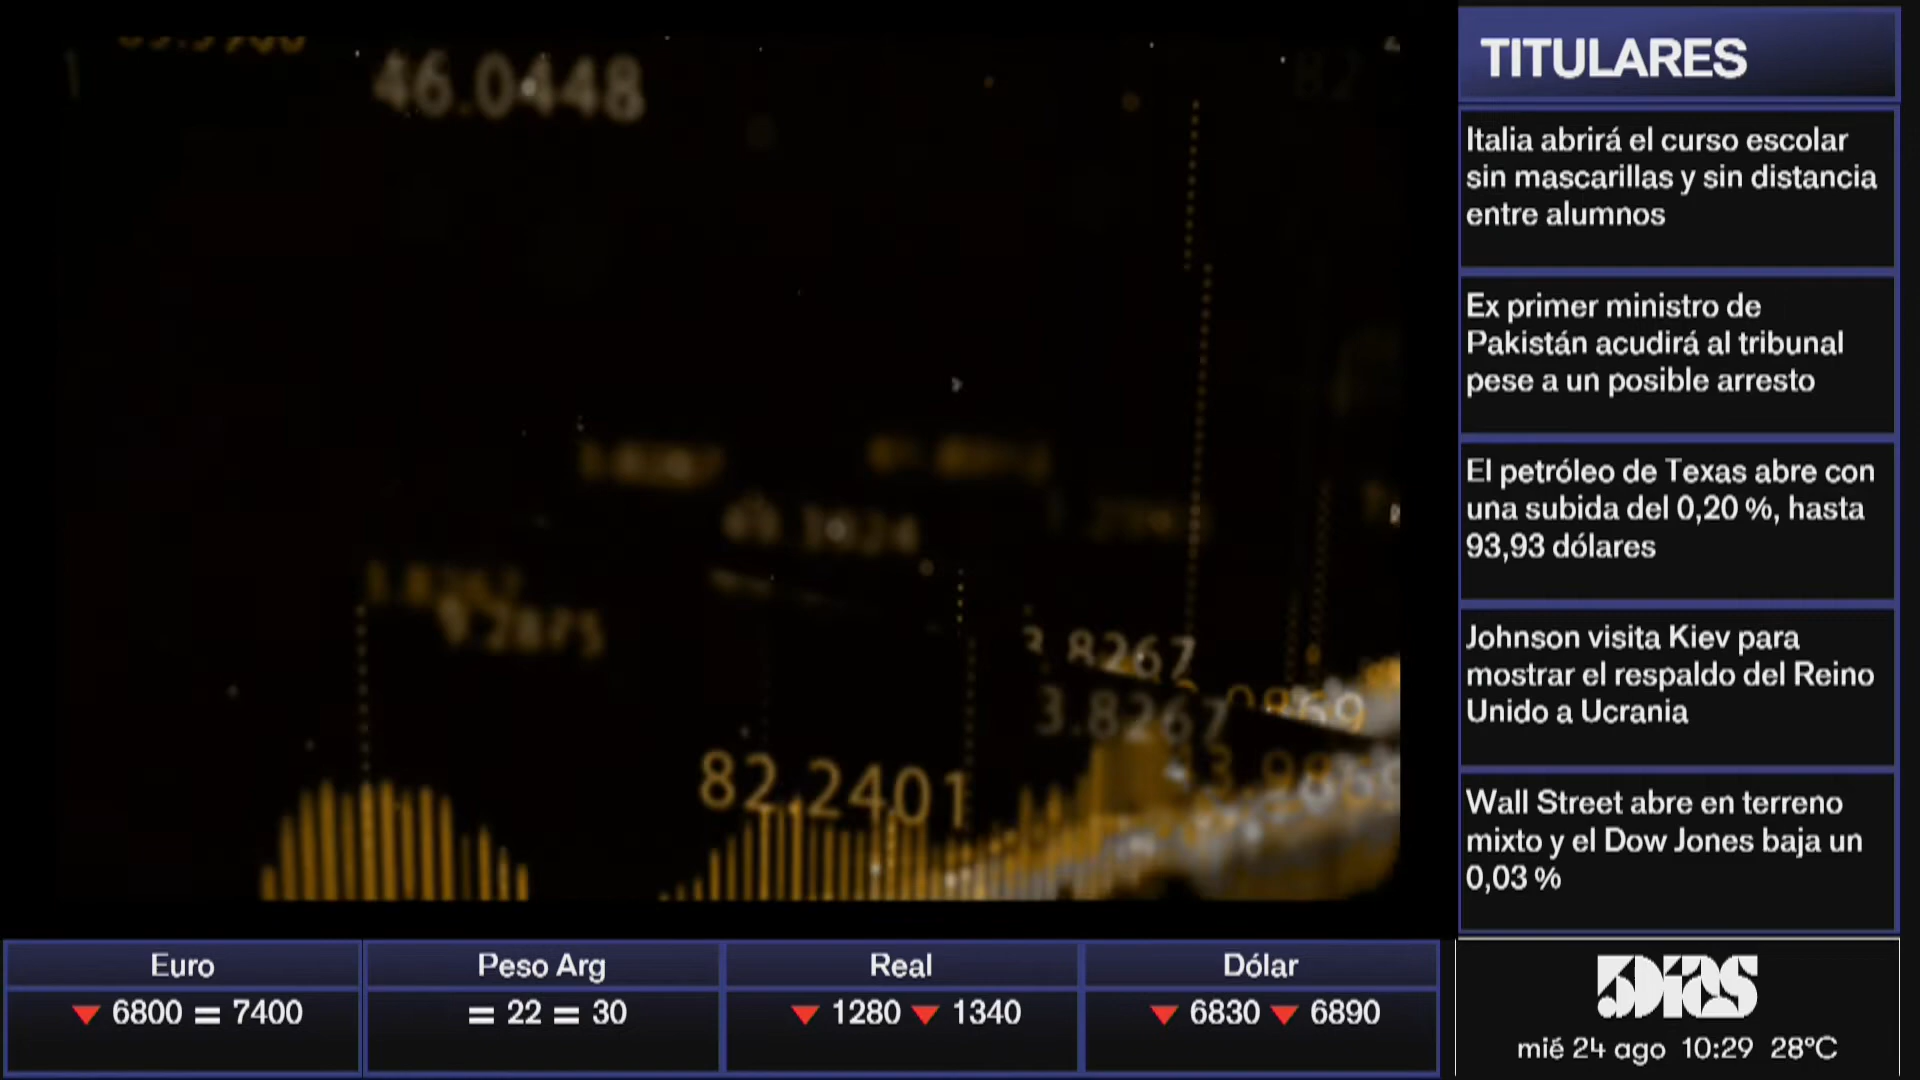 46.0448
9.2875
3.8267
3.8267
82.2401
TITULARES
Italia abrirá el curso escolar
sin mascarillas y sin distancia
entre alumnos
Ex primer ministro de
Pakistán acudirá al tribunal
pese a un posible arresto
El petróleo de Texas abre con
una subida del 0,20 %, hasta
93,93 dólares
Johnson visita Kiev para
mostrar el respaldo del Reino
Unido a Ucrania
Wall Street abre en terreno
mixto y el Dow Jones baja un
0,03 %
Euro
6800 = 7400
Peso Arg
= 22 = 30
Real
1280 1340
Dólar
6830 6890
5Días
mié 24 ago 10:29 28°C